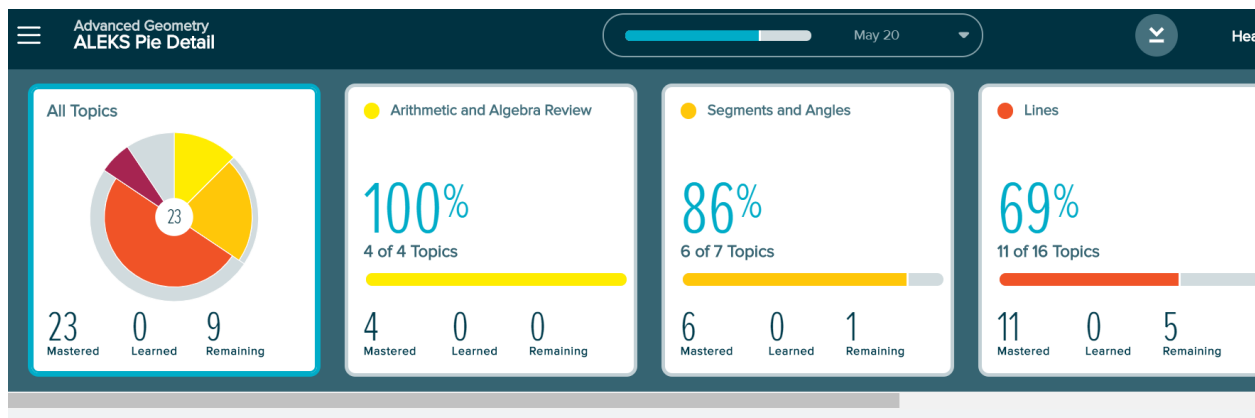 Advanced Geometry
ALEKS Pie Detail
May 20
All Topics
23
23
Mastered
0
Learned
9
Remaining
Arithmetic and Algebra Review
100%
4 of 4 Topics
4
Mastered
0
Learned
0
Remaining
Segments and Angles
86%
6 of 7 Topics
6
Mastered
0
Learned
1
Remaining
Lines
69%
11 of 16 Topics
11
Mastered
0
Learned
5
Remaining